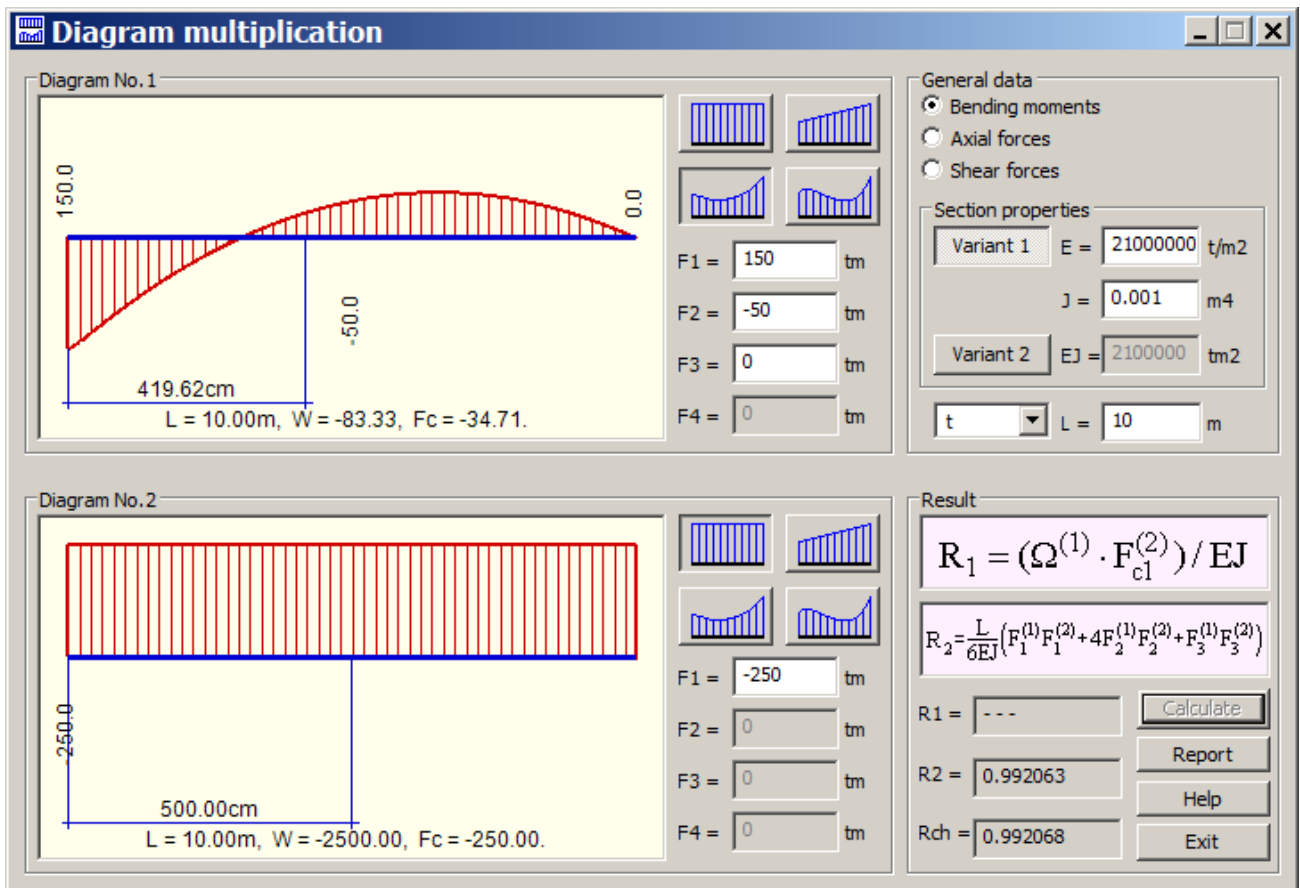 Diagram multiplication
Diagram No.1
150.0
0.0
-50.0
419.62cm
L = 10.00m, W = -83.33, Fc = -34.71.
F1 = 150 tm
F2 = -50 tm
F3 = 0 tm
F4 = 0 tm
General data
Bending moments
Axial forces
Shear forces
Section properties
Variant 1 E = 21000000 t/m2
J = 0.001 m4
Variant 2 EJ = 2100000 tm2
t L = 10 m
Diagram No.2
-250.0
500.00cm
L = 10.00m, W = -2500.00, Fc = -250.00.
F1 = -250 tm
F2 = 0 tm
F3 = 0 tm
F4 = 0 tm
Result
R₁ = (Ω⁽¹⁾ · F_c1⁽²⁾) / EJ
R₂ = L/6EJ (F₁⁽¹⁾F₁⁽²⁾ + 4F₂⁽¹⁾F₂⁽²⁾ + F₃⁽¹⁾F₃⁽²⁾)
R1 = - - - Calculate
Report
R2 = 0.992063
Help
Rch = 0.992068
Exit